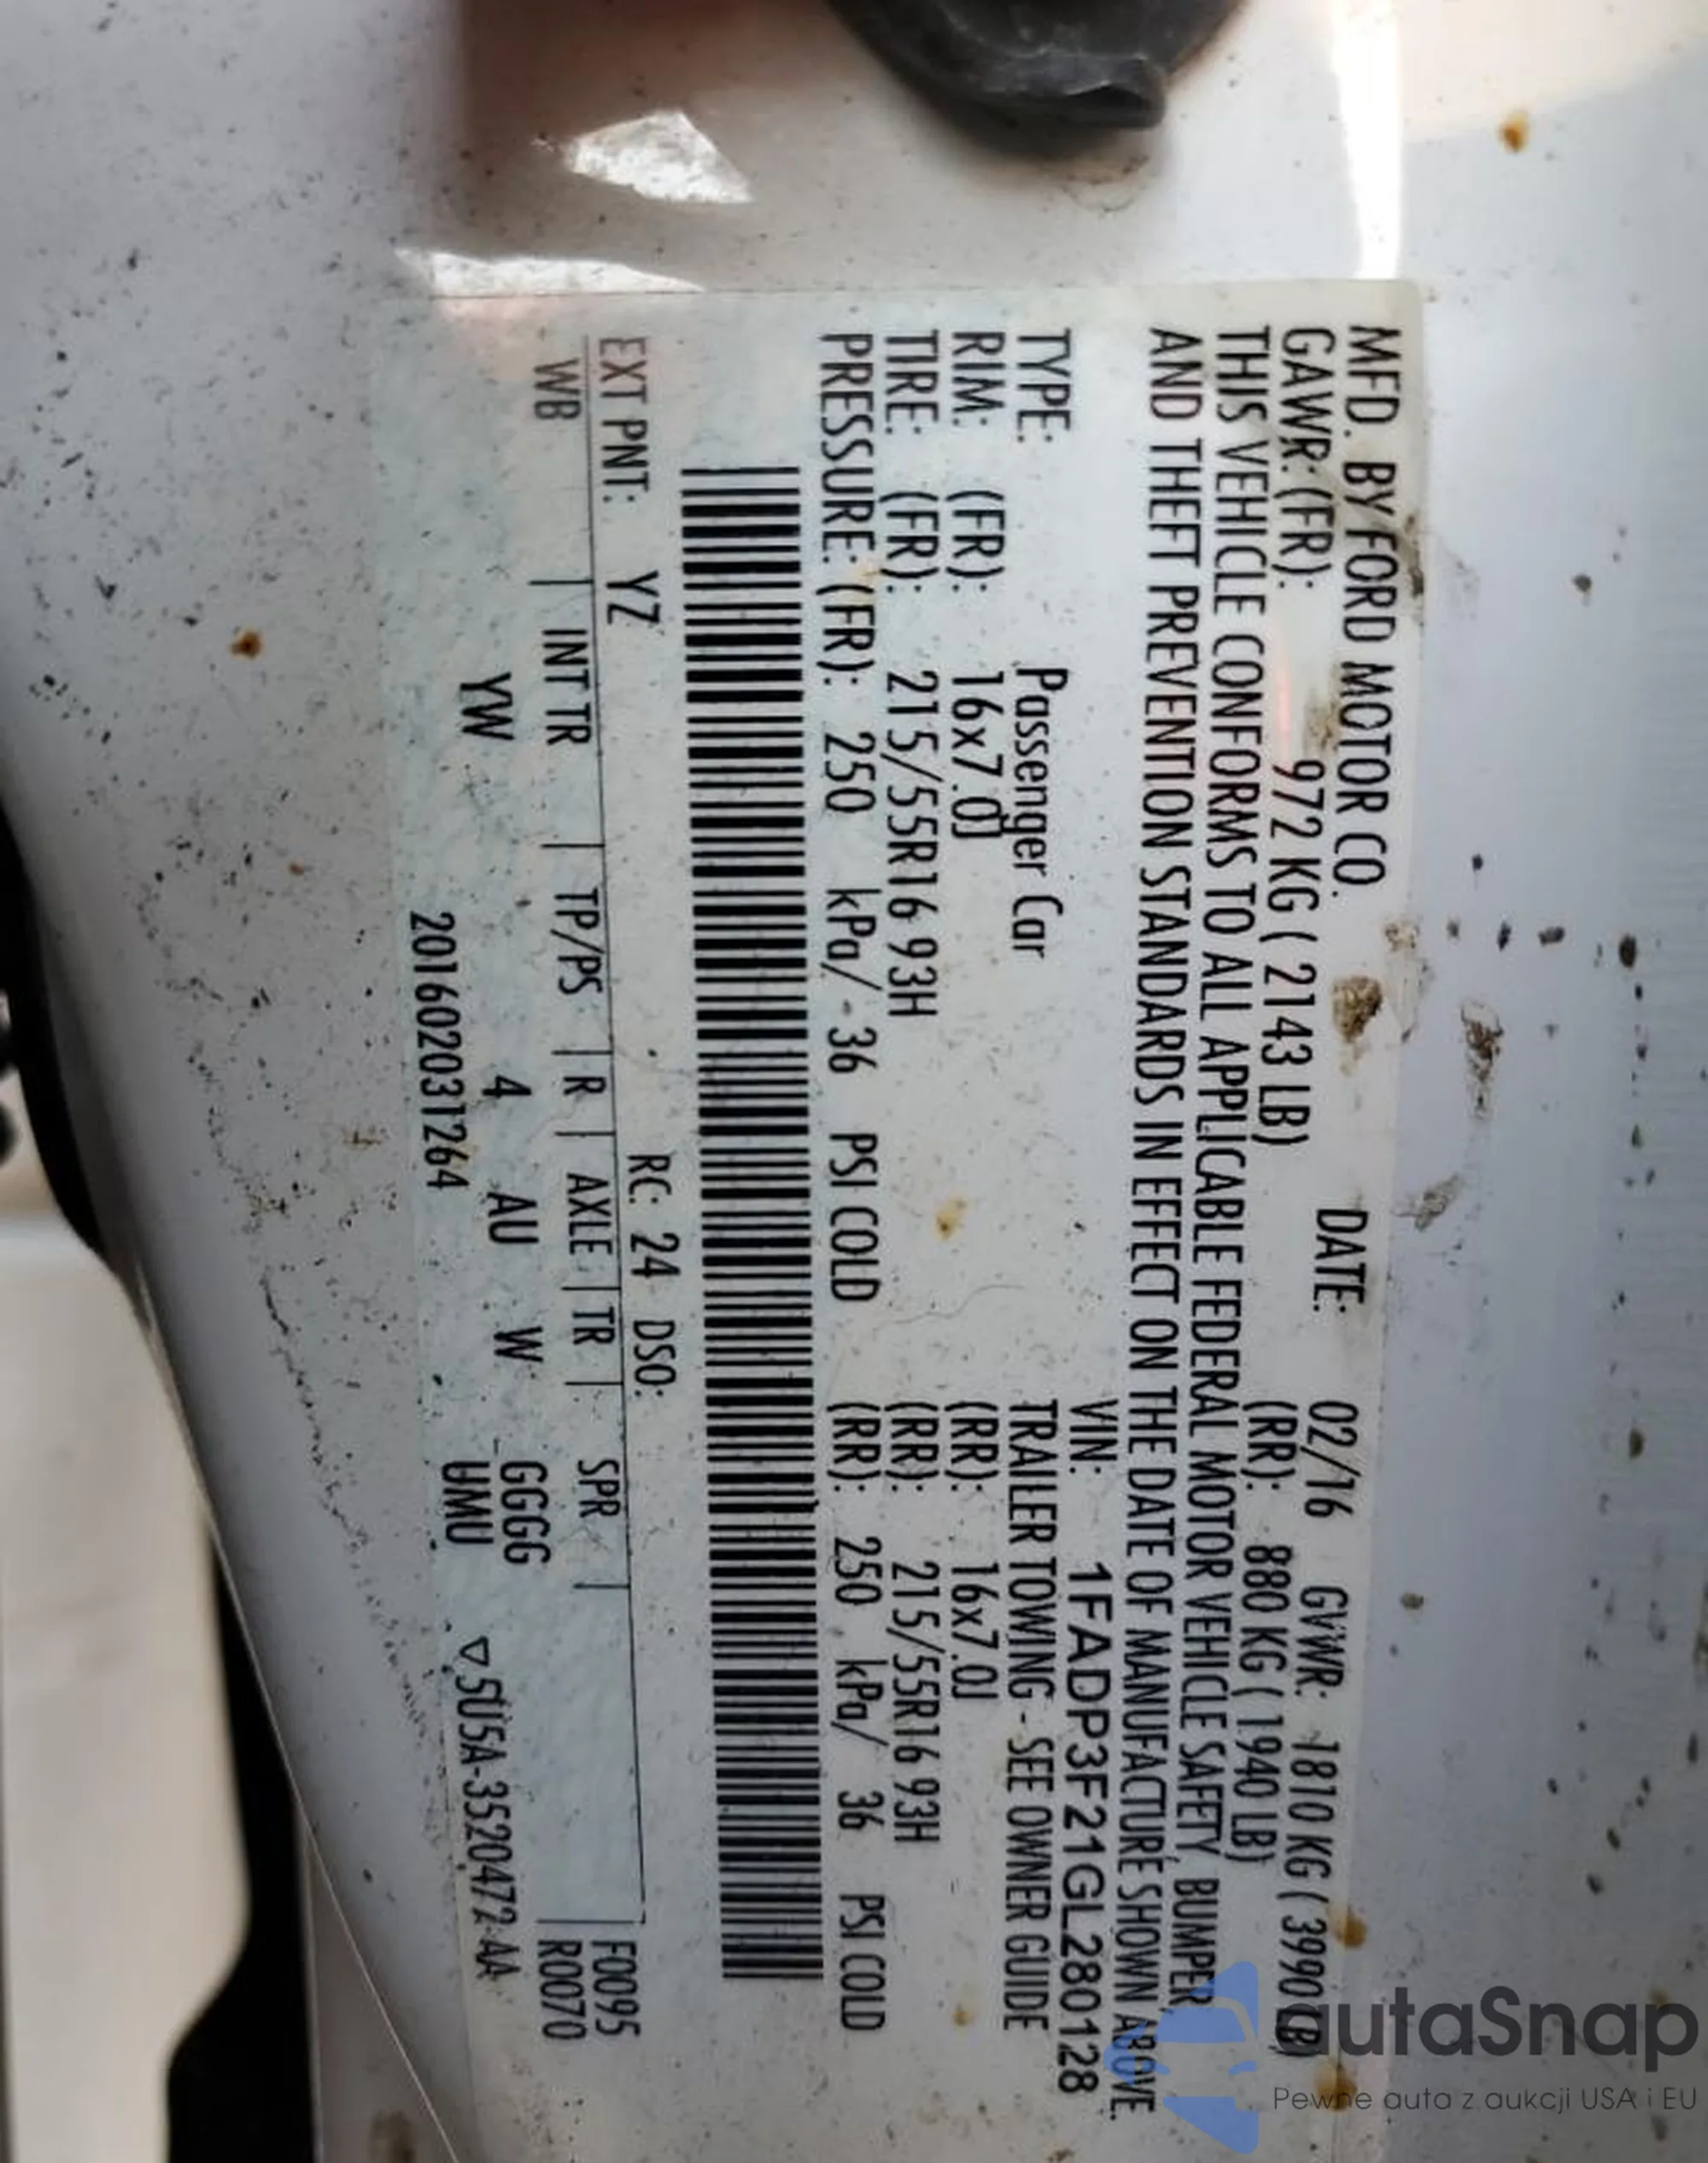 MFD. BY FORD MOTOR CO. DATE: 02/16 GVWR: 1810 KG ( 3990 LB)
GAWR: (FR): 972 KG ( 2143 LB) (RR): 880 KG ( 1940 LB)
THIS VEHICLE CONFORMS TO ALL APPLICABLE FEDERAL MOTOR VEHICLE SAFETY, BUMPER,
AND THEFT PREVENTION STANDARDS IN EFFECT ON THE DATE OF MANUFACTURE SHOWN ABOVE.
VIN: 1FADP3F21GL280128
TYPE: Passenger Car TRAILER TOWING - SEE OWNER GUIDE
RIM: (FR): 16x7.0J (RR): 16x7.0J
TIRE: (FR): 215/55R16 93H (RR): 215/55R16 93H
PRESSURE: (FR): 250 kPa/ 36 PSI COLD (RR): 250 kPa/ 36 PSI COLD
EXT PNT: YZ RC: 24 DSO: F0095
WB INT TR TP/PS R AXLE TR SPR R0070
YW 4 AU W GGGG
UMU
201602031264 ▽5U5A-3520472-AA
autaSnap
Pewne auta z aukcji USA i EU